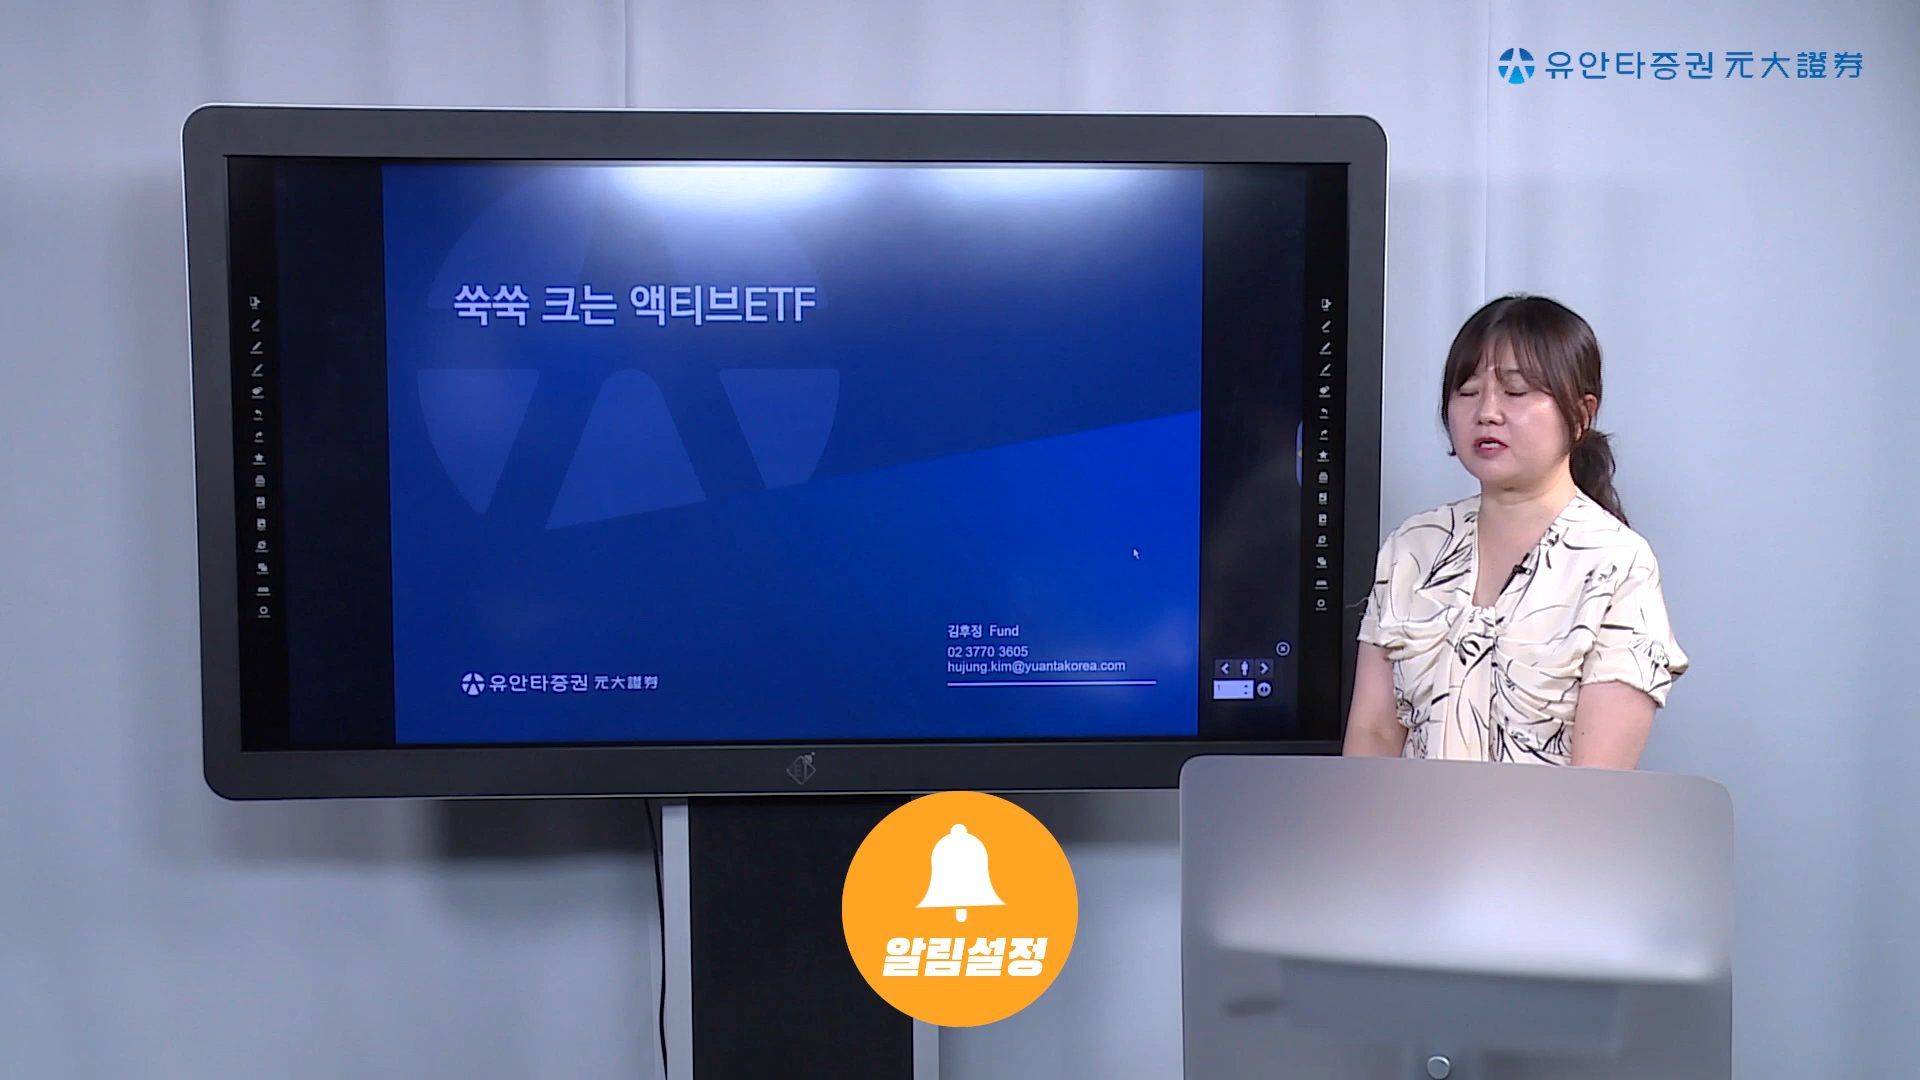 유안타증권 元大證券
쑥쑥 크는 액티브ETF
김후정 Fund
02 3770 3605
hujung.kim@yuantakorea.com
유안타증권 元大證券
1
알림설정